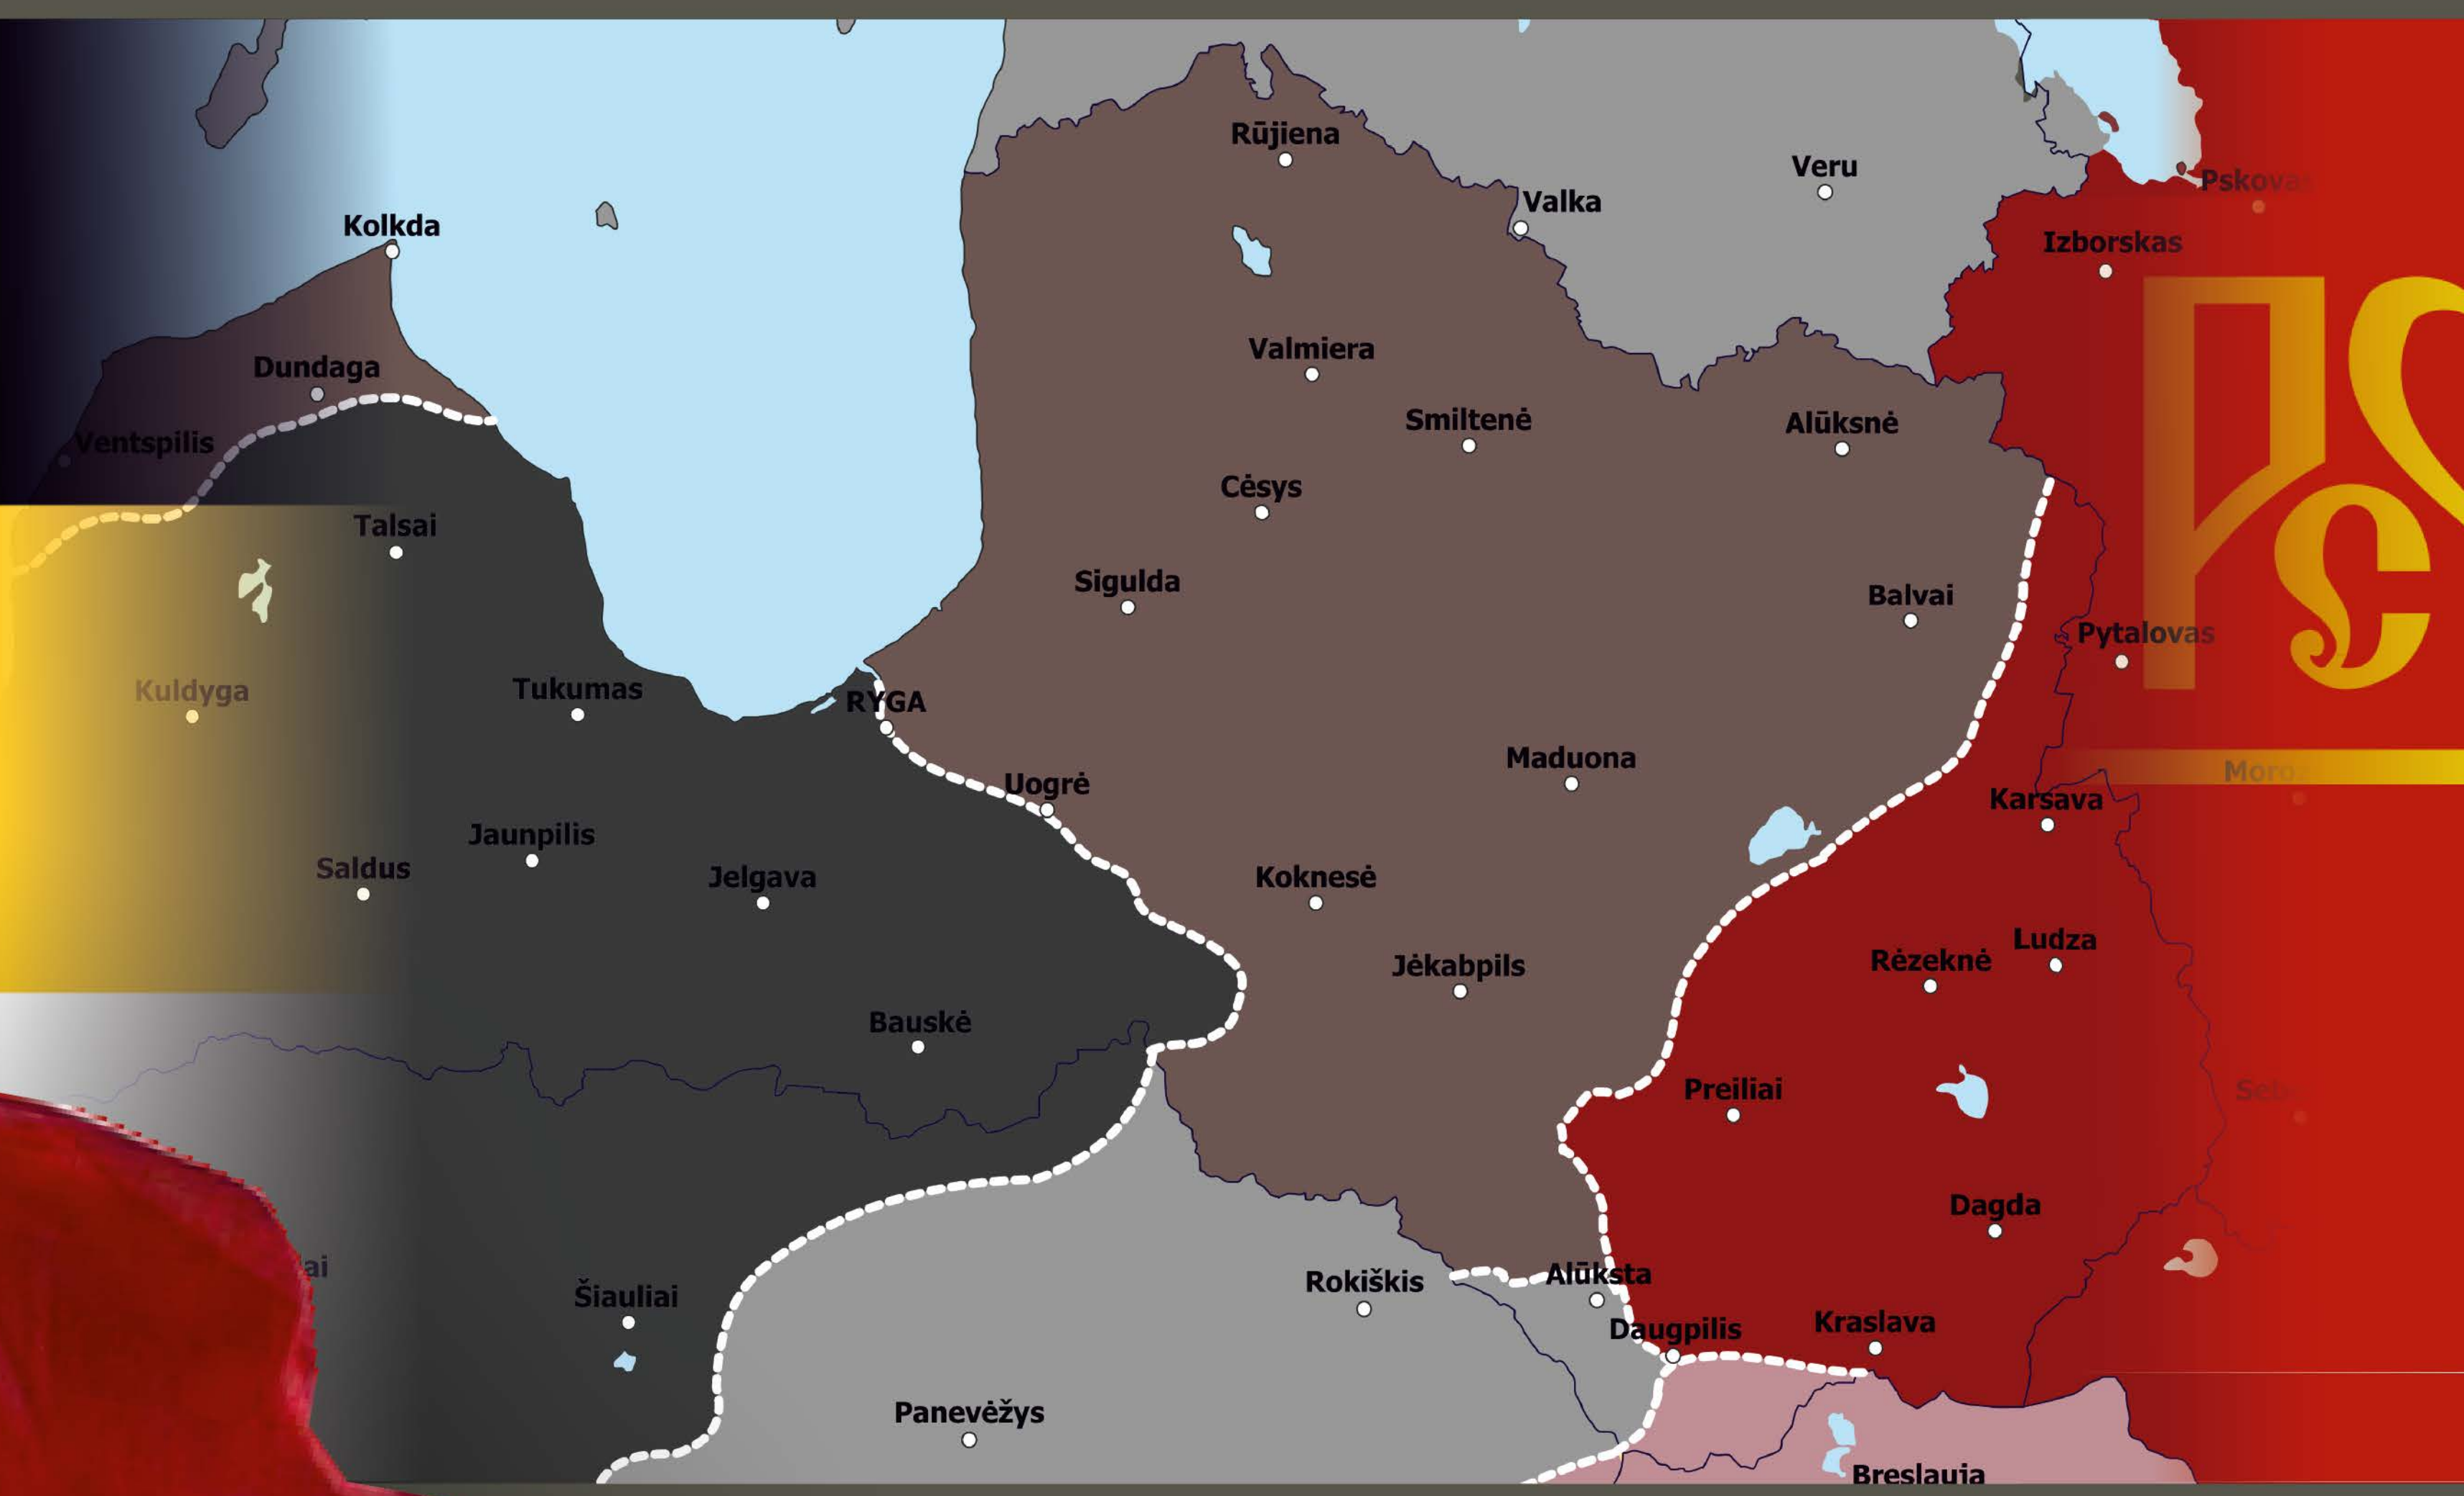 Rūjiena
Veru
Pskovas
Valka
Kolkda
Izborskas
Valmiera
Dundaga
Smiltenė
Alūksnė
Ventspilis
Cėsys
Talsai
Sigulda
Balvai
Pytalovas
Kuldyga
Tukumas
RYGA
Maduona
Uogrė
Karsava
Jaunpilis
Saldus
Jelgava
Koknesė
Ludza
Rėzeknė
Jėkabpils
Bauskė
Preiliai
Dagda
Alūksta
Rokiškis
Šiauliai
Kraslava
Daugpilis
Panevėžys
Breslauja